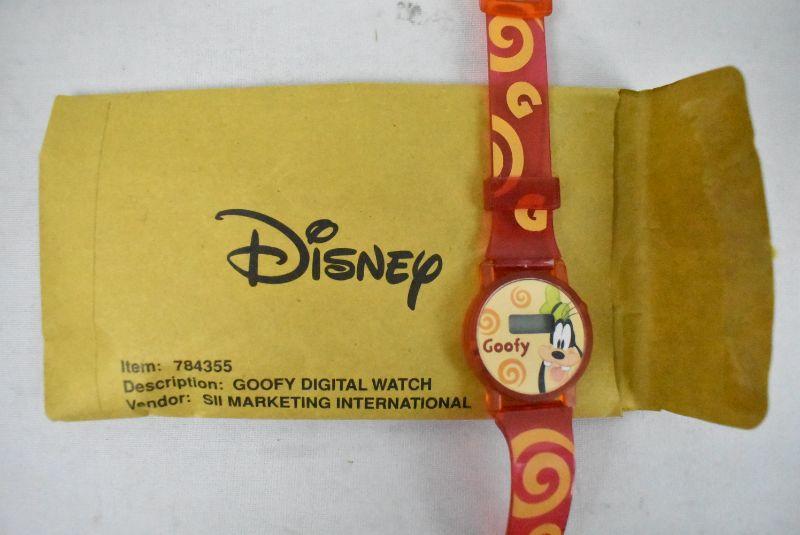 G
G
Disney
Goofy
Item: 784355
Description: GOOFY DIGITAL WATCH
Vendor: SII MARKETING INTERNATIONAL